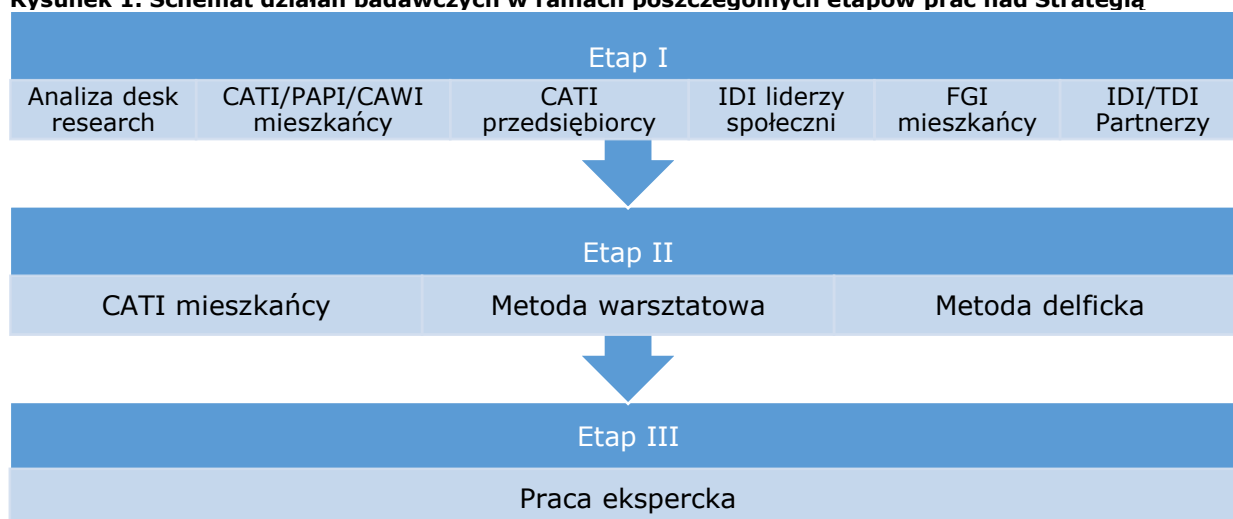 Rysunek 1. Schemat działań badawczych w ramach poszczególnych etapów prac nad Strategią
Etap I
Analiza desk
research
CATI/PAPI/CAWI
mieszkańcy
CATI
przedsiębiorcy
IDI liderzy
społeczni
FGI
mieszkańcy
IDI/TDI
Partnerzy
Etap II
CATI mieszkańcy
Metoda warsztatowa
Metoda delficka
Etap III
Praca ekspercka